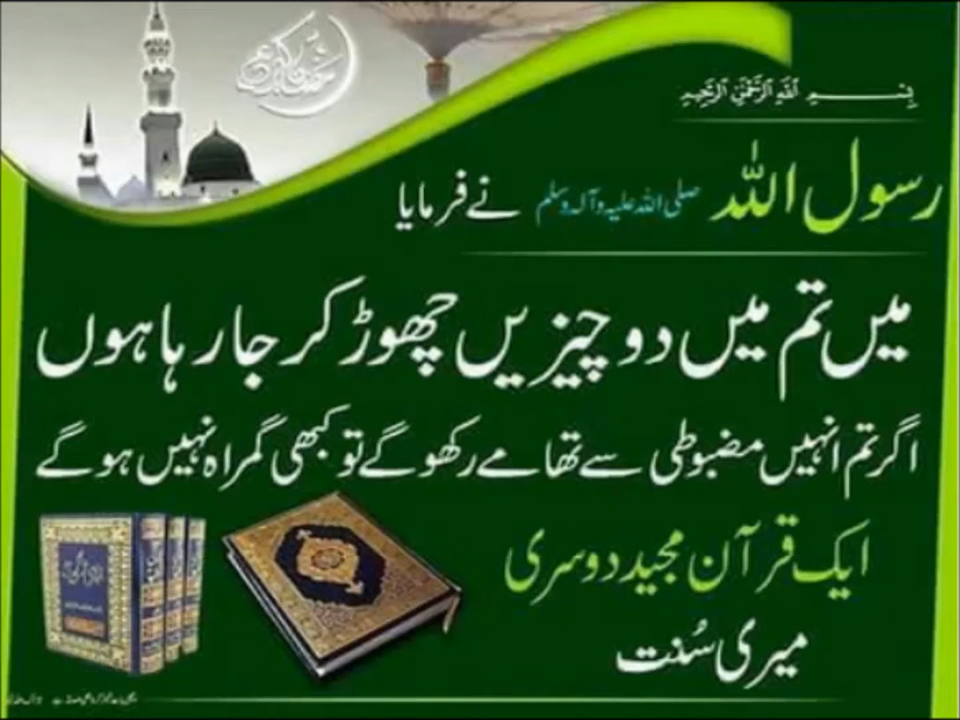 بسم الله الرحمن الرحيم
رسول اللہ صلی اللہ علیہ وآلہ وسلم نے فرمایا
میں تم میں دو چیزیں چھوڑ کر جا رہا ہوں
اگر تم انہیں مضبوطی سے تھامے رکھو گے تو کبھی گمراہ نہیں ہو گے
ایک قرآن مجید دوسری
میری سُنت